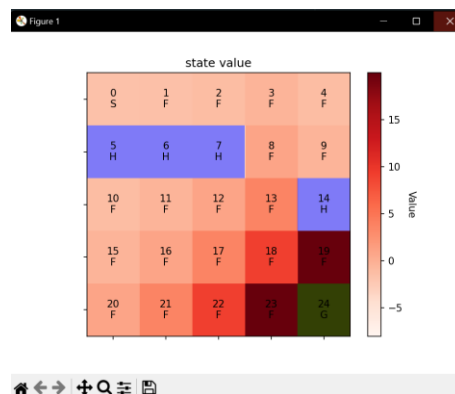 Figure 1
state value
0 1 2 3 4
S F F F F
5 6 7 8 9
H H H F F
10 11 12 13 14
F F F F H
15 16 17 18 19
F F F F F
20 21 22 23 24
F F F F G
15
10
5
0
−5
Value